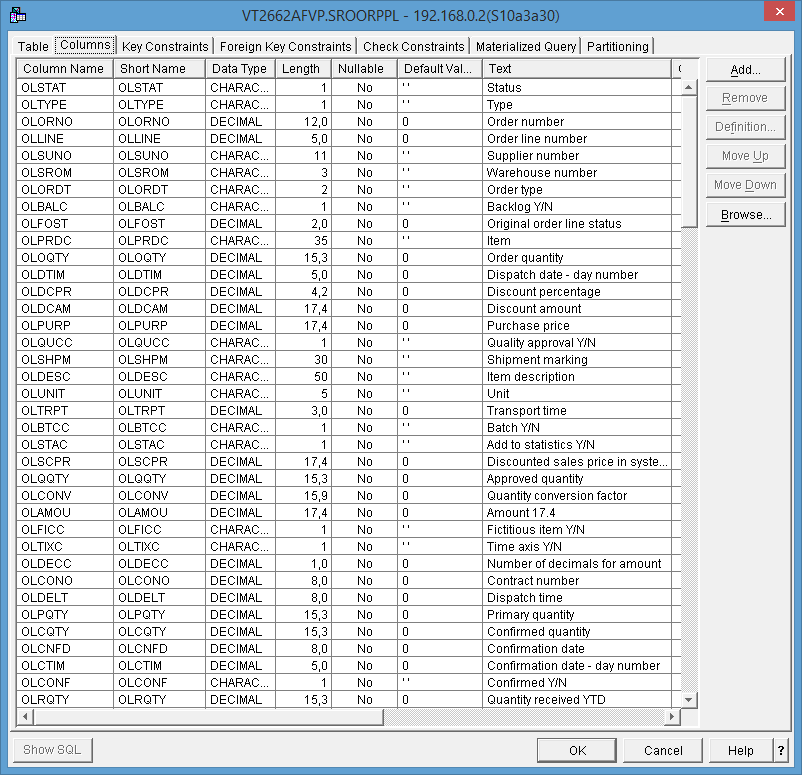 VT2662AFVP.SROORPPL - 192.168.0.2(S10a3a30)
Table Columns Key Constraints Foreign Key Constraints Check Constraints Materialized Query Partitioning
Column Name Short Name Data Type Length Nullable Default Val... Text
OLSTAT OLSTAT CHARAC... 1 No ' ' Status
OLTYPE OLTYPE CHARAC... 1 No ' ' Type
OLORNO OLORNO DECIMAL 12,0 No 0 Order number
OLLINE OLLINE DECIMAL 5,0 No 0 Order line number
OLSUNO OLSUNO CHARAC... 11 No ' ' Supplier number
OLSROM OLSROM CHARAC... 3 No ' ' Warehouse number
OLORDT OLORDT CHARAC... 2 No ' ' Order type
OLBALC OLBALC CHARAC... 1 No ' ' Backlog Y/N
OLFOST OLFOST DECIMAL 2,0 No 0 Original order line status
OLPRDC OLPRDC CHARAC... 35 No ' ' Item
OLOQTY OLOQTY DECIMAL 15,3 No 0 Order quantity
OLDTIM OLDTIM DECIMAL 5,0 No 0 Dispatch date - day number
OLDCPR OLDCPR DECIMAL 4,2 No 0 Discount percentage
OLDCAM OLDCAM DECIMAL 17,4 No 0 Discount amount
OLPURP OLPURP DECIMAL 17,4 No 0 Purchase price
OLQUCC OLQUCC CHARAC... 1 No ' ' Quality approval Y/N
OLSHPM OLSHPM CHARAC... 30 No ' ' Shipment marking
OLDESC OLDESC CHARAC... 50 No ' ' Item description
OLUNIT OLUNIT CHARAC... 5 No ' ' Unit
OLTRPT OLTRPT DECIMAL 3,0 No 0 Transport time
OLBTCC OLBTCC CHARAC... 1 No ' ' Batch Y/N
OLSTAC OLSTAC CHARAC... 1 No ' ' Add to statistics Y/N
OLSCPR OLSCPR DECIMAL 17,4 No 0 Discounted sales price in syste...
OLQQTY OLQQTY DECIMAL 15,3 No 0 Approved quantity
OLCONV OLCONV DECIMAL 15,9 No 0 Quantity conversion factor
OLAMOU OLAMOU DECIMAL 17,4 No 0 Amount 17.4
OLFICC OLFICC CHARAC... 1 No ' ' Fictitious item Y/N
OLTIXC OLTIXC CHARAC... 1 No ' ' Time axis Y/N
OLDECC OLDECC DECIMAL 1,0 No 0 Number of decimals for amount
OLCONO OLCONO DECIMAL 8,0 No 0 Contract number
OLDELT OLDELT DECIMAL 8,0 No 0 Dispatch time
OLPQTY OLPQTY DECIMAL 15,3 No 0 Primary quantity
OLCQTY OLCQTY DECIMAL 15,3 No 0 Confirmed quantity
OLCNFD OLCNFD DECIMAL 8,0 No 0 Confirmation date
OLCTIM OLCTIM DECIMAL 5,0 No 0 Confirmation date - day number
OLCONF OLCONF CHARAC... 1 No ' ' Confirmed Y/N
OLRQTY OLRQTY DECIMAL 15,3 No 0 Quantity received YTD
Add...
Remove
Definition...
Move Up
Move Down
Browse...
Show SQL OK Cancel Help ?